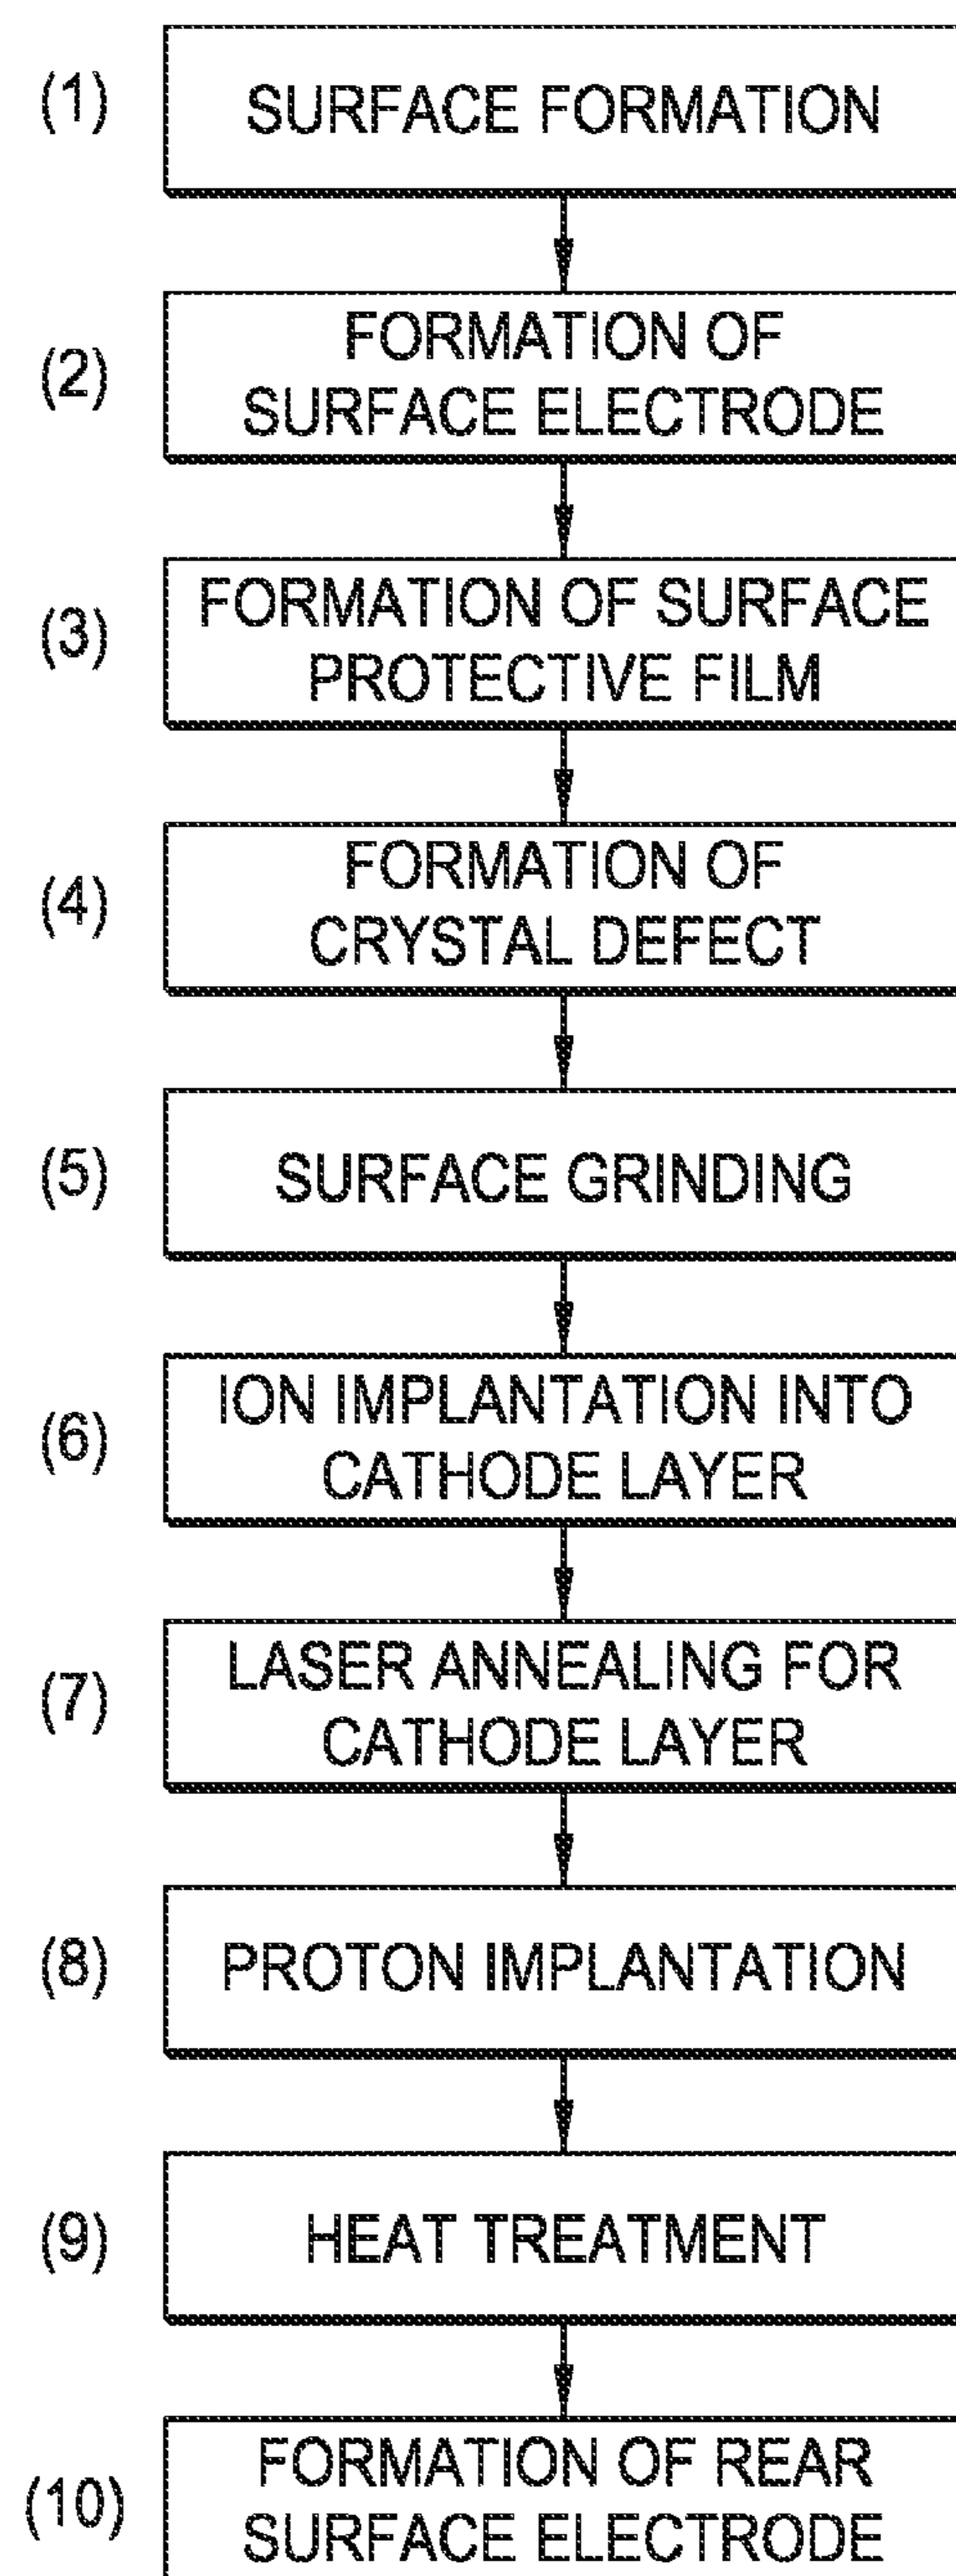 (1) SURFACE FORMATION
(2) FORMATION OF
SURFACE ELECTRODE
(3) FORMATION OF SURFACE
PROTECTIVE FILM
(4) FORMATION OF
CRYSTAL DEFECT
(5) SURFACE GRINDING
(6) ION IMPLANTATION INTO
CATHODE LAYER
(7) LASER ANNEALING FOR
CATHODE LAYER
(8) PROTON IMPLANTATION
(9) HEAT TREATMENT
(10) FORMATION OF REAR
SURFACE ELECTRODE